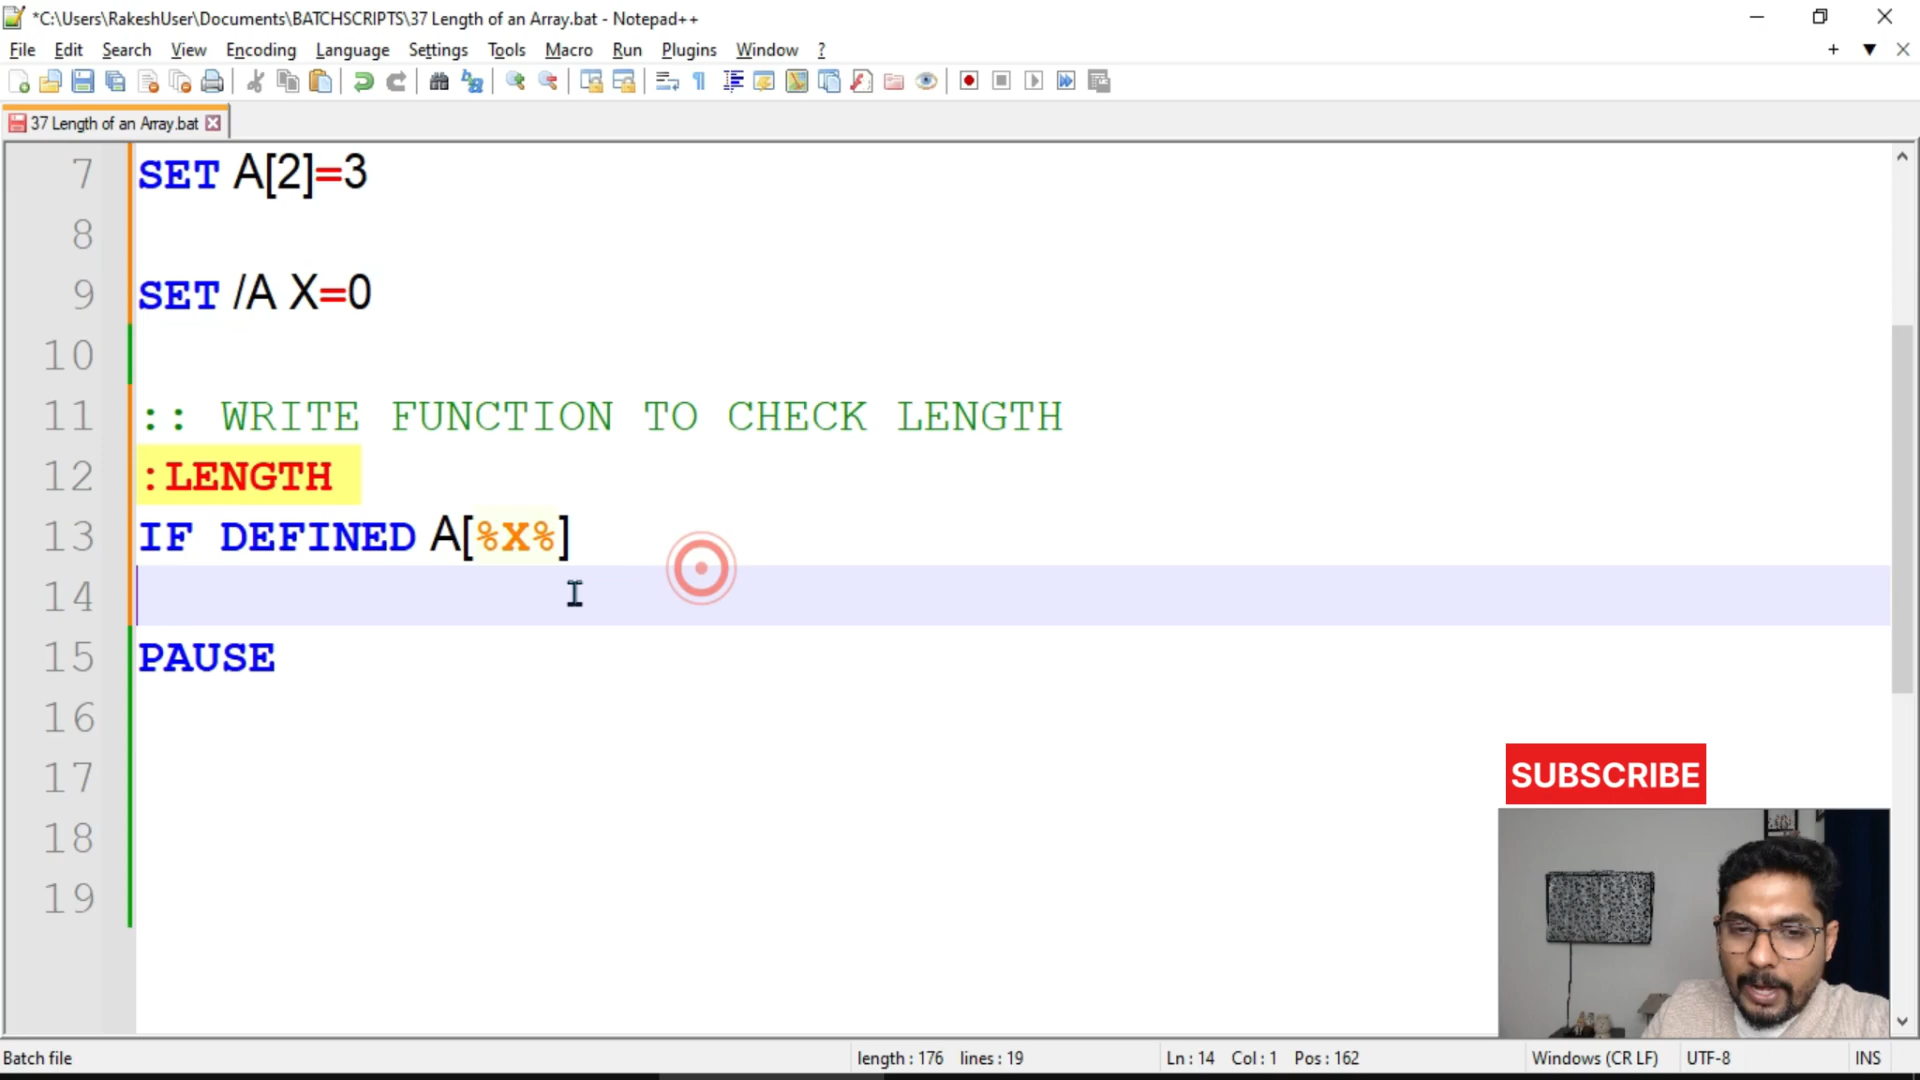 *C:\Users\RakeshUser\Documents\BATCHSCRIPTS\37 Length of an Array.bat - Notepad++
File Edit Search View Encoding Language Settings Tools Macro Run Plugins Window ?
37 Length of an Array.bat
7 SET A[2]=3
8
9 SET /A X=0
10
11 :: WRITE FUNCTION TO CHECK LENGTH
12 :LENGTH
13 IF DEFINED A[%X%]
14
15 PAUSE
16
17
18
19
SUBSCRIBE
Batch file length : 176 lines : 19 Ln : 14 Col : 1 Pos : 162 Windows (CR LF) UTF-8 INS